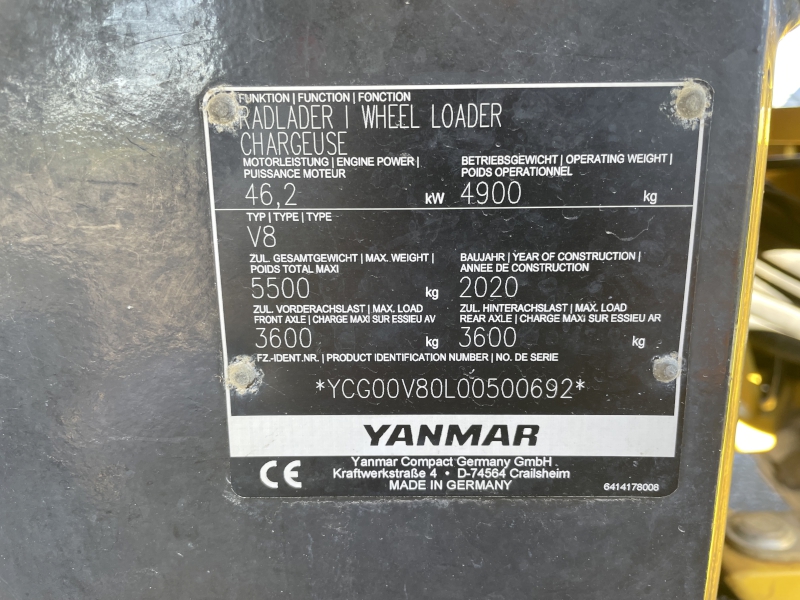 FUNKTION | FUNCTION | FONCTION
RADLADER | WHEEL LOADER
CHARGEUSE
MOTORLEISTUNG | ENGINE POWER |
PUISSANCE MOTEUR
46,2 kW
BETRIEBSGEWICHT | OPERATING WEIGHT |
POIDS OPERATIONNEL
4900 kg
TYP | TYPE | TYPE
V8
ZUL. GESAMTGEWICHT | MAX. WEIGHT |
POIDS TOTAL MAXI
5500 kg
BAUJAHR | YEAR OF CONSTRUCTION |
ANNEE DE CONSTRUCTION
2020
ZUL. VORDERACHSLAST | MAX. LOAD
FRONT AXLE | CHARGE MAXI SUR ESSIEU AV
3600 kg
ZUL. HINTERACHSLAST | MAX. LOAD
REAR AXLE | CHARGE MAXI SUR ESSIEU AR
3600 kg
FZ.-IDENT.NR. | PRODUCT IDENTIFICATION NUMBER | NO. DE SERIE
*YCG00V80L00500692*
YANMAR
CE
Yanmar Compact Germany GmbH
Kraftwerkstraße 4 • D-74564 Crailsheim
MADE IN GERMANY
6414178008